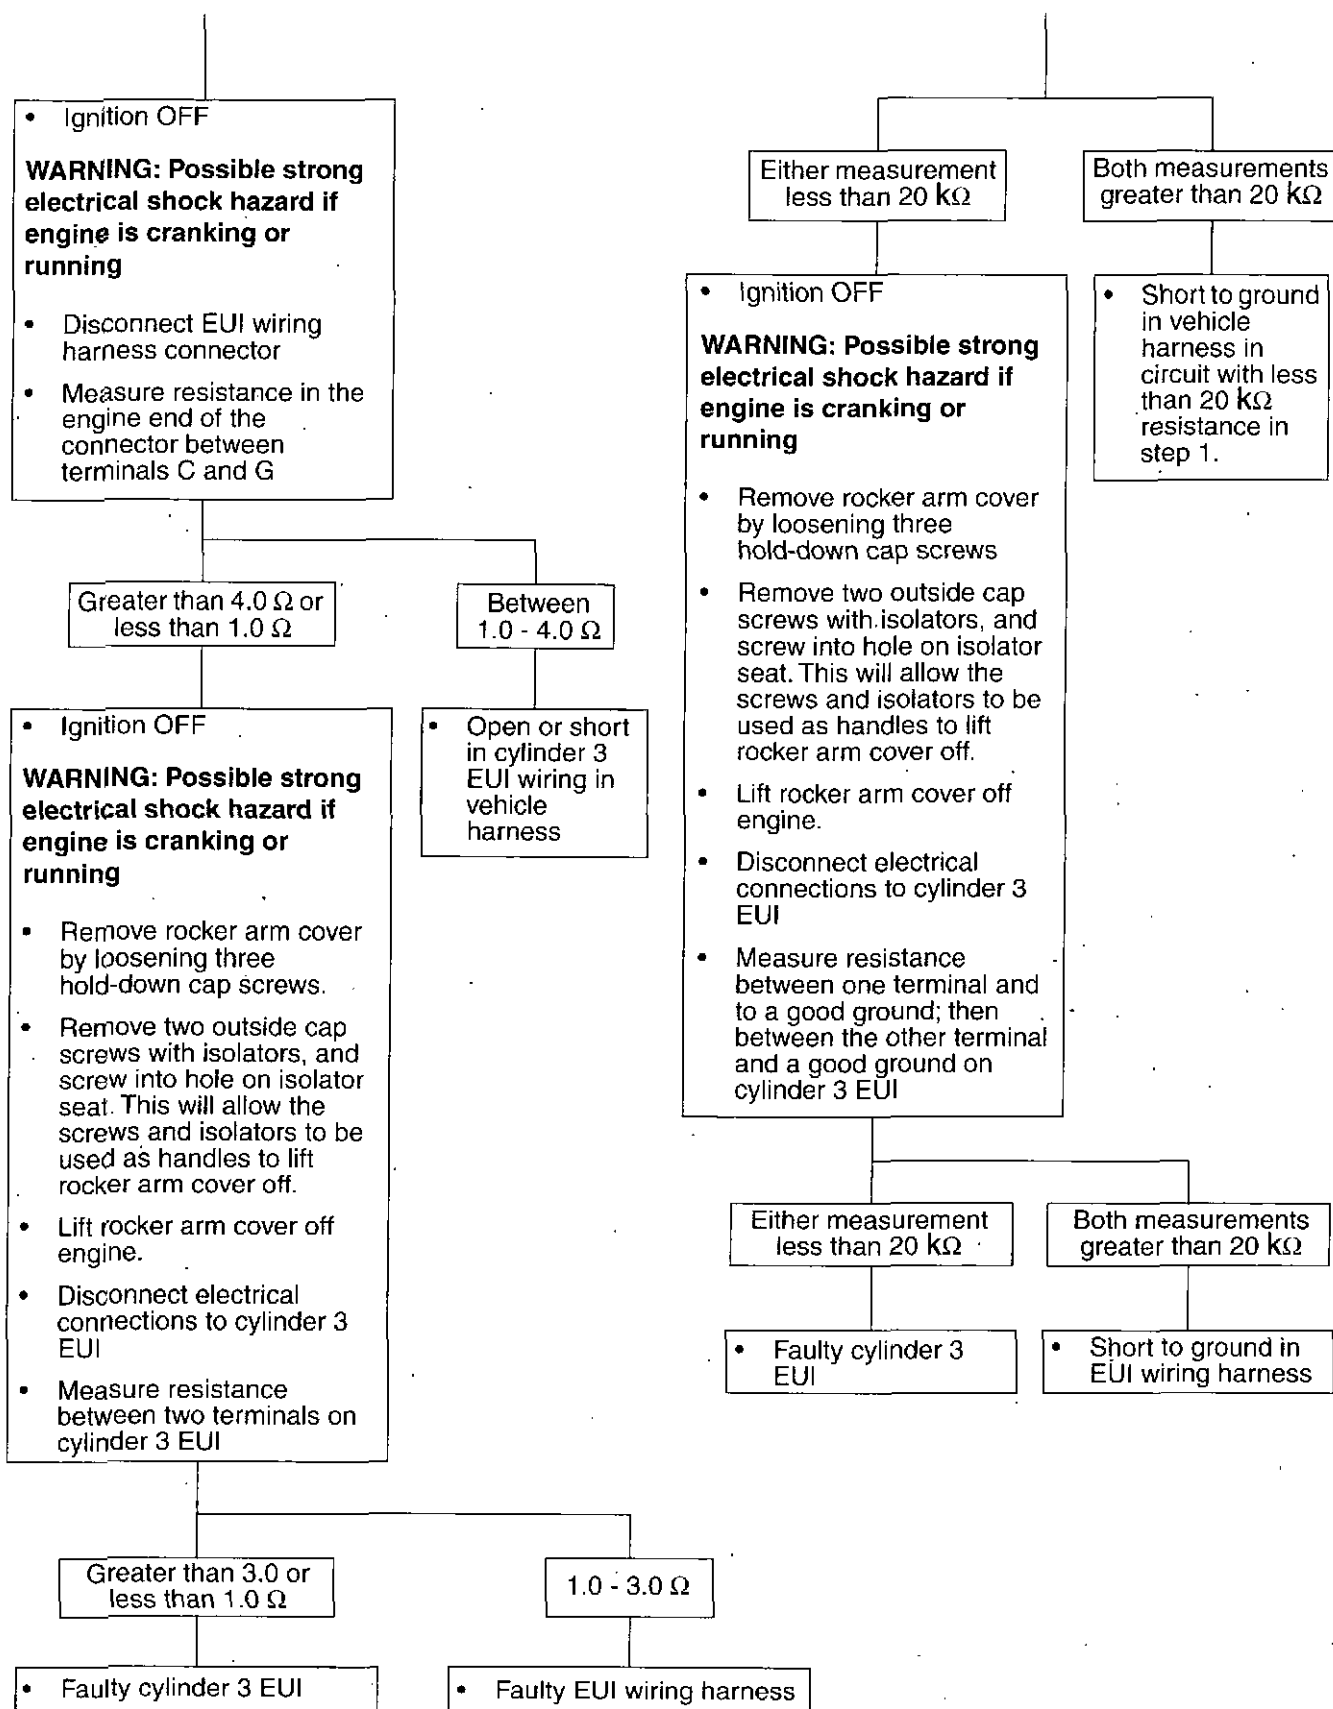 • Ignition OFF
WARNING: Possible strong
electrical shock hazard if
engine is cranking or
running
• Disconnect EUI wiring
harness connector
• Measure resistance in the
engine end of the
connector between
terminals C and G
Greater than 4.0 Ω or
less than 1.0 Ω
Between
1.0 - 4.0 Ω
• Open or short
in cylinder 3
EUI wiring in
vehicle
harness
• Ignition OFF
WARNING: Possible strong
electrical shock hazard if
engine is cranking or
running
• Remove rocker arm cover
by loosening three
hold-down cap screws.
• Remove two outside cap
screws with isolators, and
screw into hole on isolator
seat. This will allow the
screws and isolators to be
used as handles to lift
rocker arm cover off.
• Lift rocker arm cover off
engine.
• Disconnect electrical
connections to cylinder 3
EUI
• Measure resistance
between two terminals on
cylinder 3 EUI
Greater than 3.0 or
less than 1.0 Ω
1.0 - 3.0 Ω
• Faulty cylinder 3 EUI
• Faulty EUI wiring harness
Either measurement
less than 20 kΩ
Both measurements
greater than 20 kΩ
• Short to ground
in vehicle
harness in
circuit with less
than 20 kΩ
resistance in
step 1.
• Ignition OFF
WARNING: Possible strong
electrical shock hazard if
engine is cranking or
running
• Remove rocker arm cover
by loosening three
hold-down cap screws
• Remove two outside cap
screws with isolators, and
screw into hole on isolator
seat. This will allow the
screws and isolators to be
used as handles to lift
rocker arm cover off.
• Lift rocker arm cover off
engine.
• Disconnect electrical
connections to cylinder 3
EUI
• Measure resistance
between one terminal and
to a good ground; then
between the other terminal
and a good ground on
cylinder 3 EUI
Either measurement
less than 20 kΩ
Both measurements
greater than 20 kΩ
• Faulty cylinder 3
EUI
• Short to ground in
EUI wiring harness